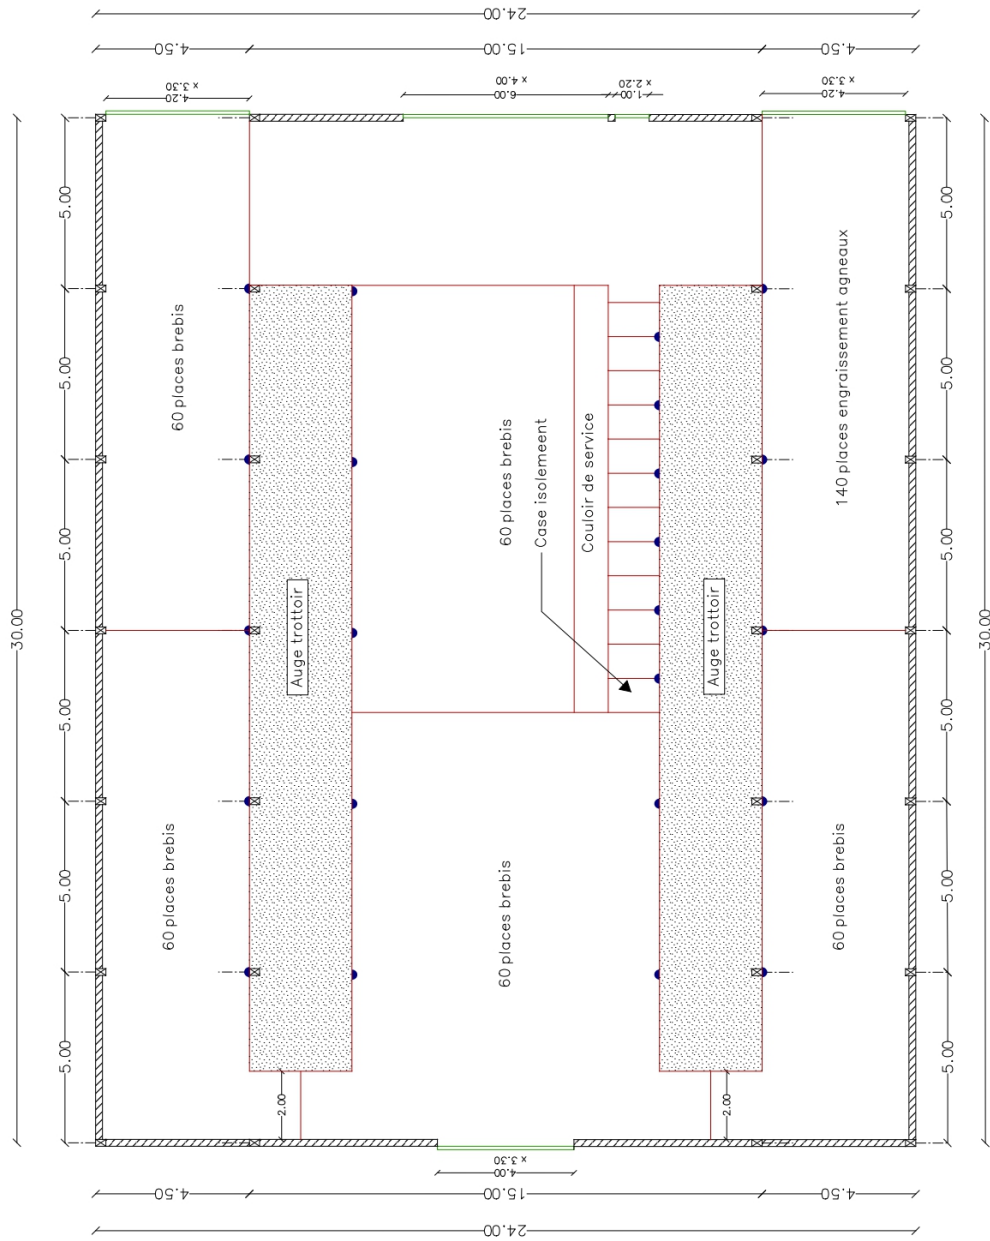 24.00
4.50
15.00
4.50
4.20
x 3.30
6.00
x 4.00
1.00
x 2.20
4.20
x 3.30
30.00
5.00
5.00
5.00
5.00
5.00
5.00
60 places brebis
60 places brebis
Auge trottoir
60 places brebis
Case isolemeent
Couloir de service
60 places brebis
Auge trottoir
140 places engraissement agneaux
60 places brebis
5.00
5.00
5.00
5.00
5.00
5.00
30.00
2.00
2.00
4.00
x 3.30
4.50
15.00
4.50
24.00